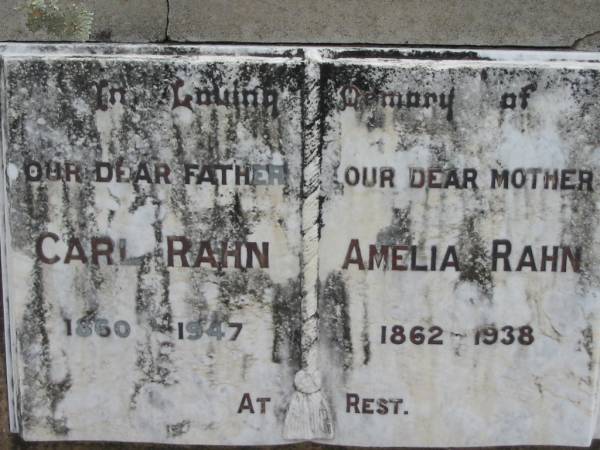 In Loving Memory of
OUR DEAR FATHER
CARL RAHN
1860 - 1947
OUR DEAR MOTHER
AMELIA RAHN
1862 - 1938
AT REST.